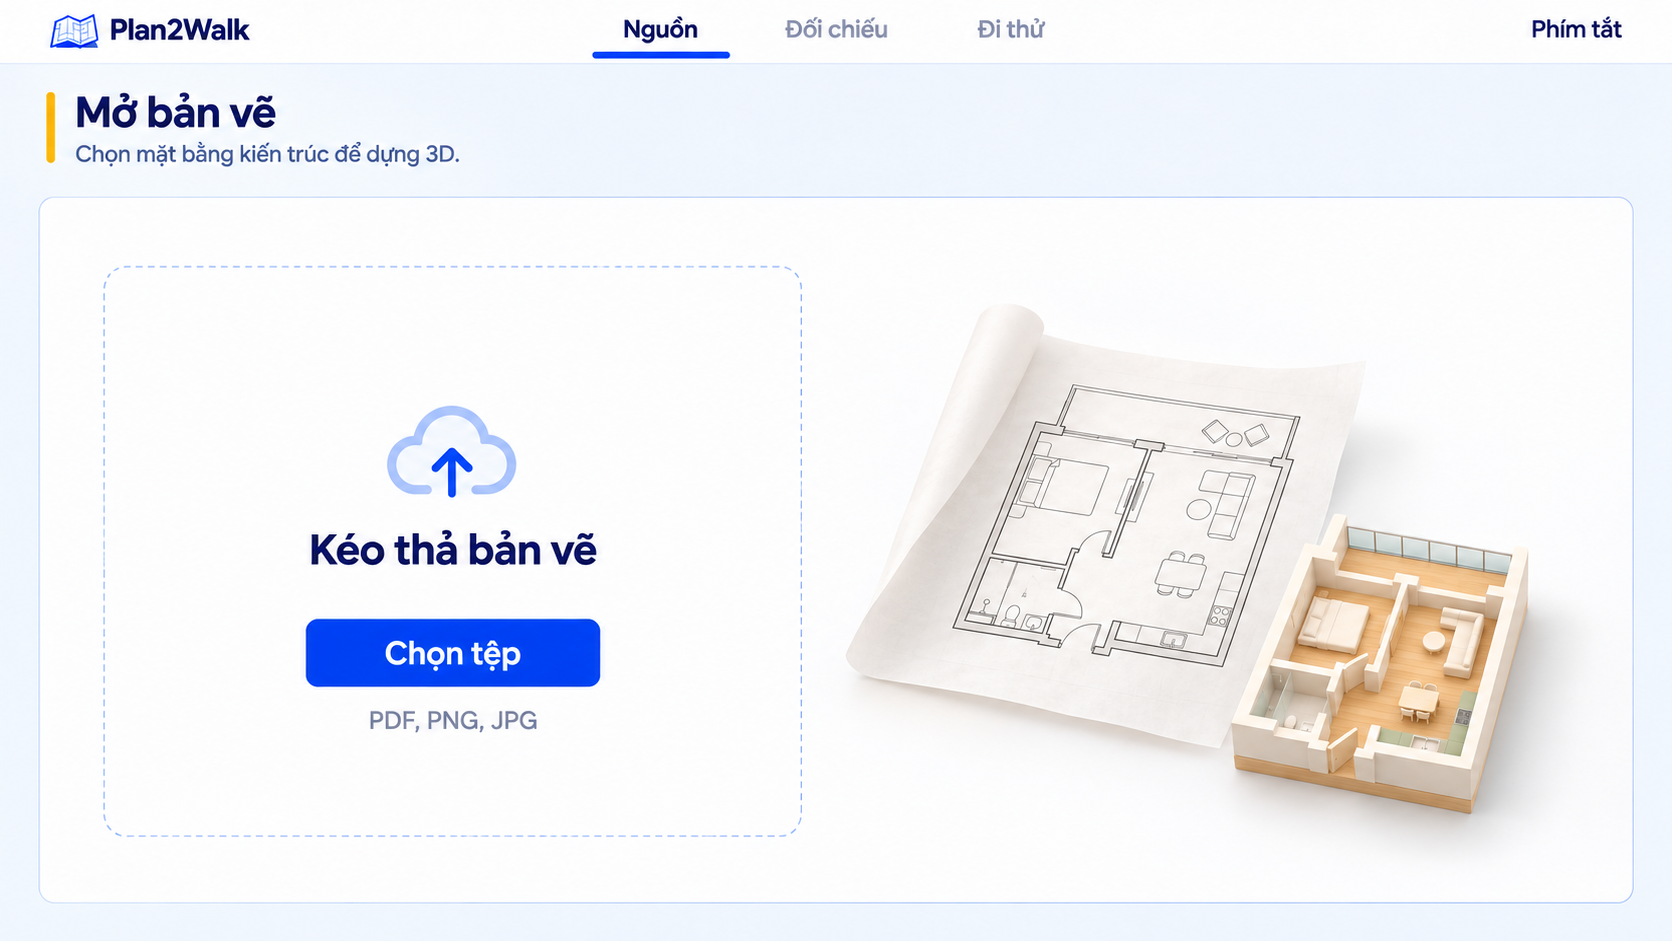 Plan2Walk
Nguồn
Đối chiếu
Đi thử
Phím tắt
Mở bản vẽ
Chọn mặt bằng kiến trúc để dựng 3D.
Kéo thả bản vẽ
Chọn tệp
PDF, PNG, JPG